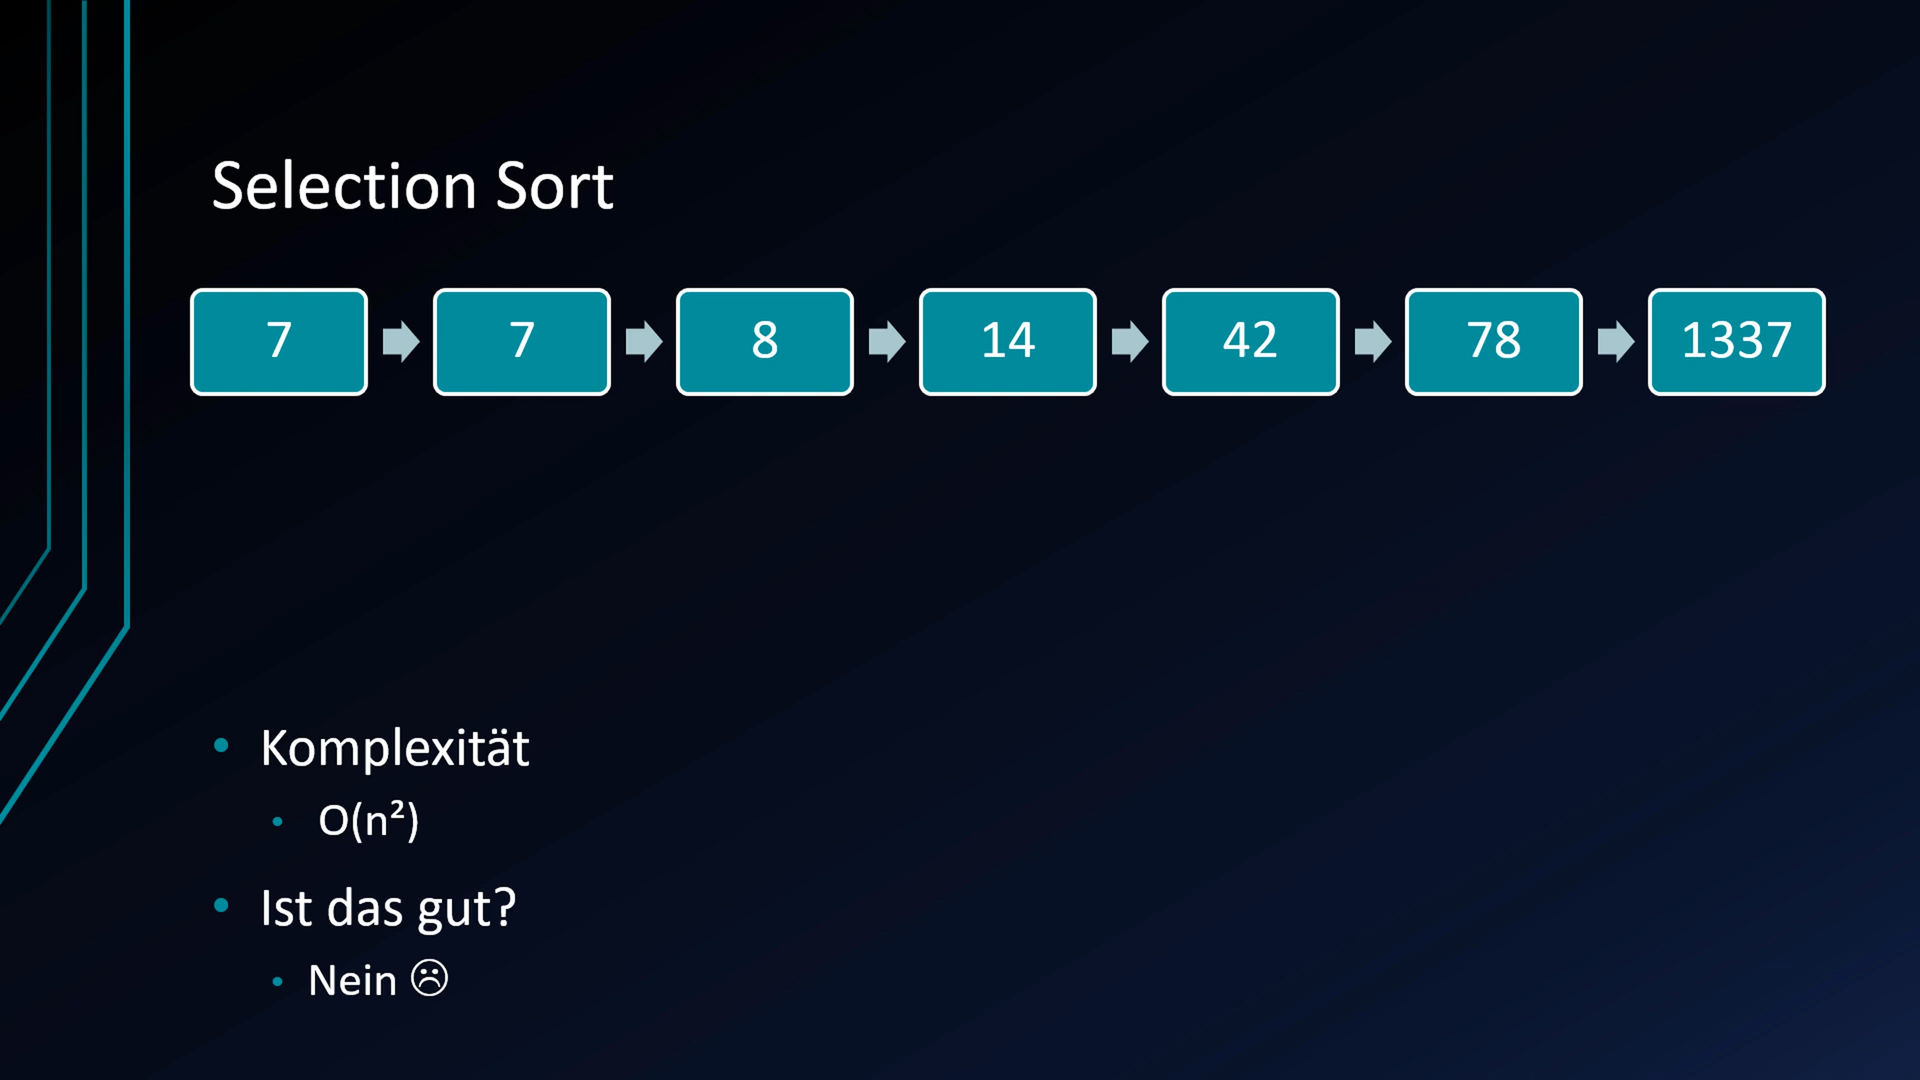 Selection Sort
7 7 8 14 42 78 1337
Komplexität
O(n²)
Ist das gut?
Nein ☹